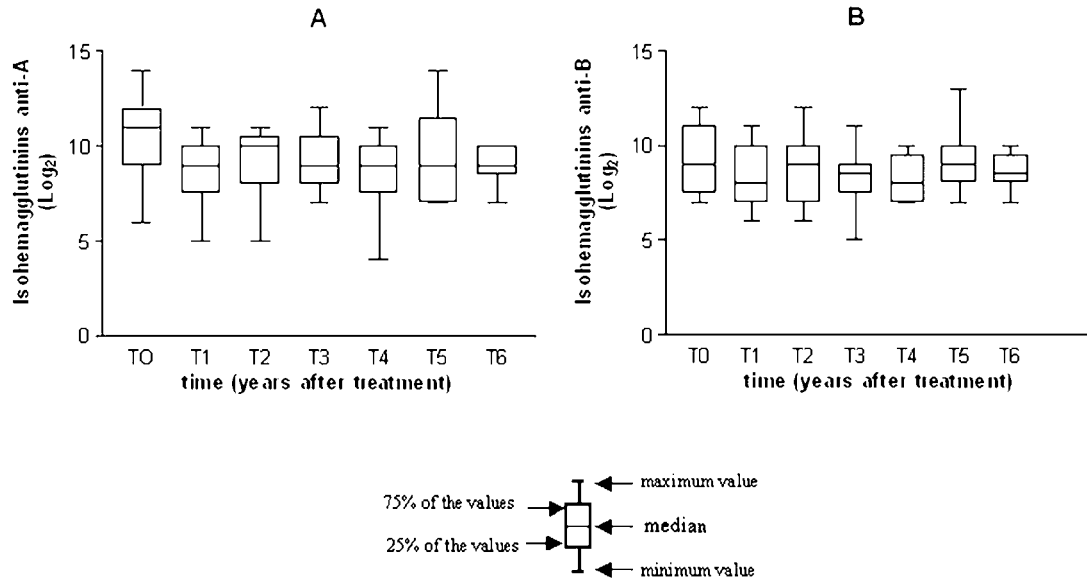 A
Isohemagglutinins anti-A
(Log2)
15
10
5
0
T0 T1 T2 T3 T4 T5 T6
time (years after treatment)
B
Isohemagglutinins anti-B
(Log2)
15
10
5
0
T0 T1 T2 T3 T4 T5 T6
time (years after treatment)
maximum value
75% of the values
median
25% of the values
minimum value